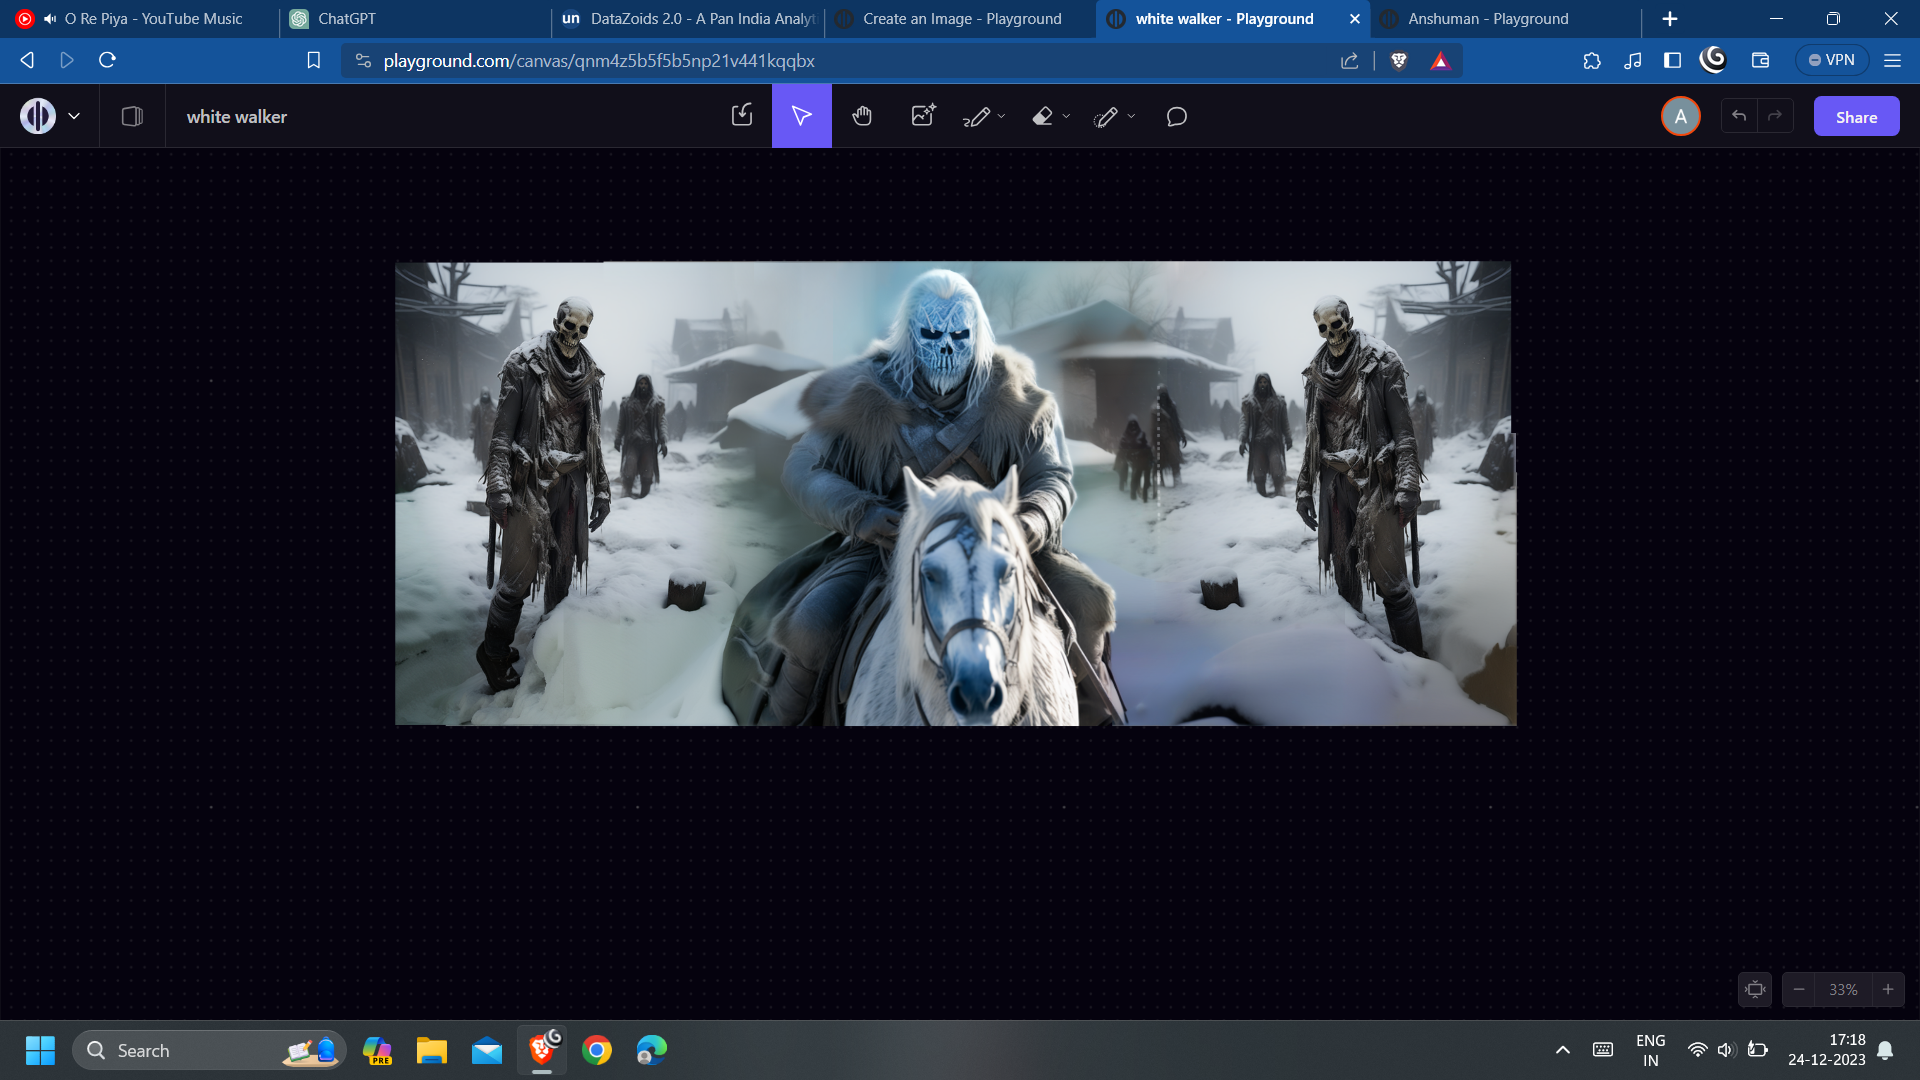 O Re Piya - YouTube Music
ChatGPT
un DataZoids 2.0 - A Pan India Analyt
Create an Image - Playground
white walker - Playground
Anshuman - Playground
playground.com/canvas/qnm4z5b5f5b5np21v441kqqbx
VPN
white walker
A
Share
33%
Search
PRE
ENG
IN
17:18
24-12-2023